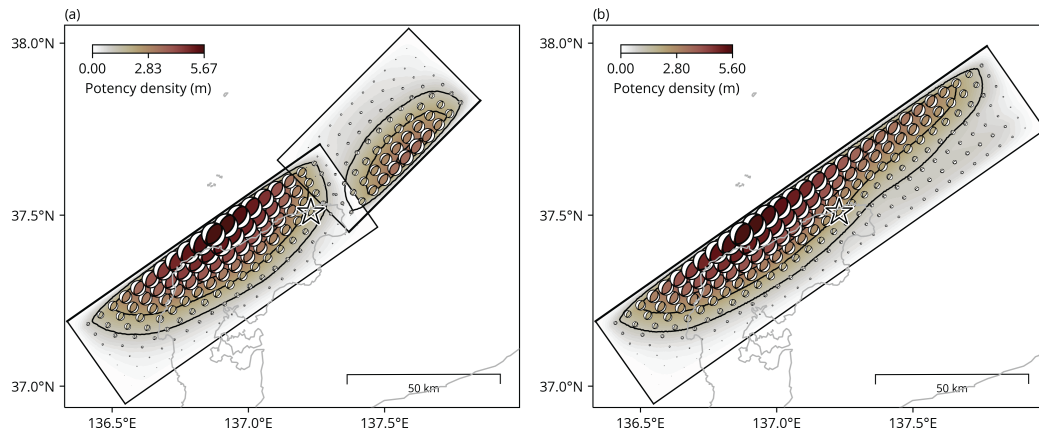 (a)
38.0°N
37.5°N
37.0°N
0.00 2.83 5.67
Potency density (m)
50 km
136.5°E 137.0°E 137.5°E
(b)
38.0°N
37.5°N
37.0°N
0.00 2.80 5.60
Potency density (m)
50 km
136.5°E 137.0°E 137.5°E